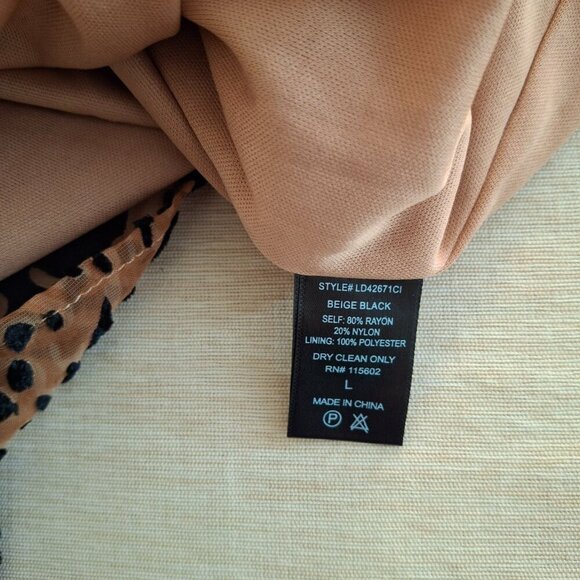 STYLE# LD42671CI
BEIGE BLACK
SELF: 80% RAYON
20% NYLON
LINING: 100% POLYESTER
DRY CLEAN ONLY
RN# 115602
L
MADE IN CHINA
P